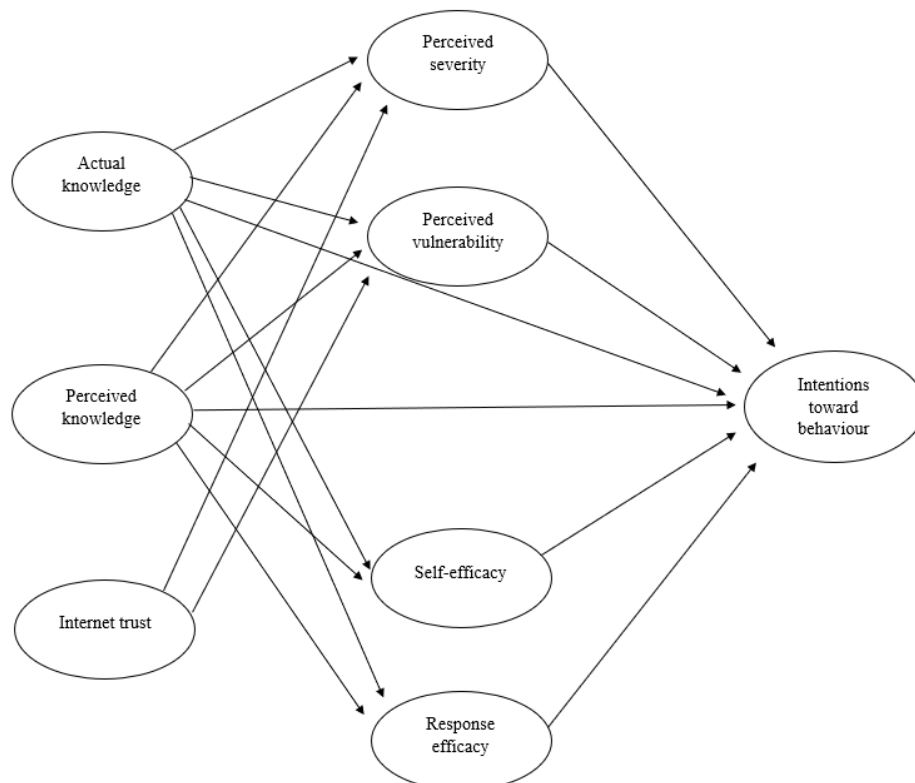 Perceived
severity
Actual
knowledge
Perceived
vulnerability
Perceived
knowledge
Intentions
toward
behaviour
Self-efficacy
Internet trust
Response
efficacy